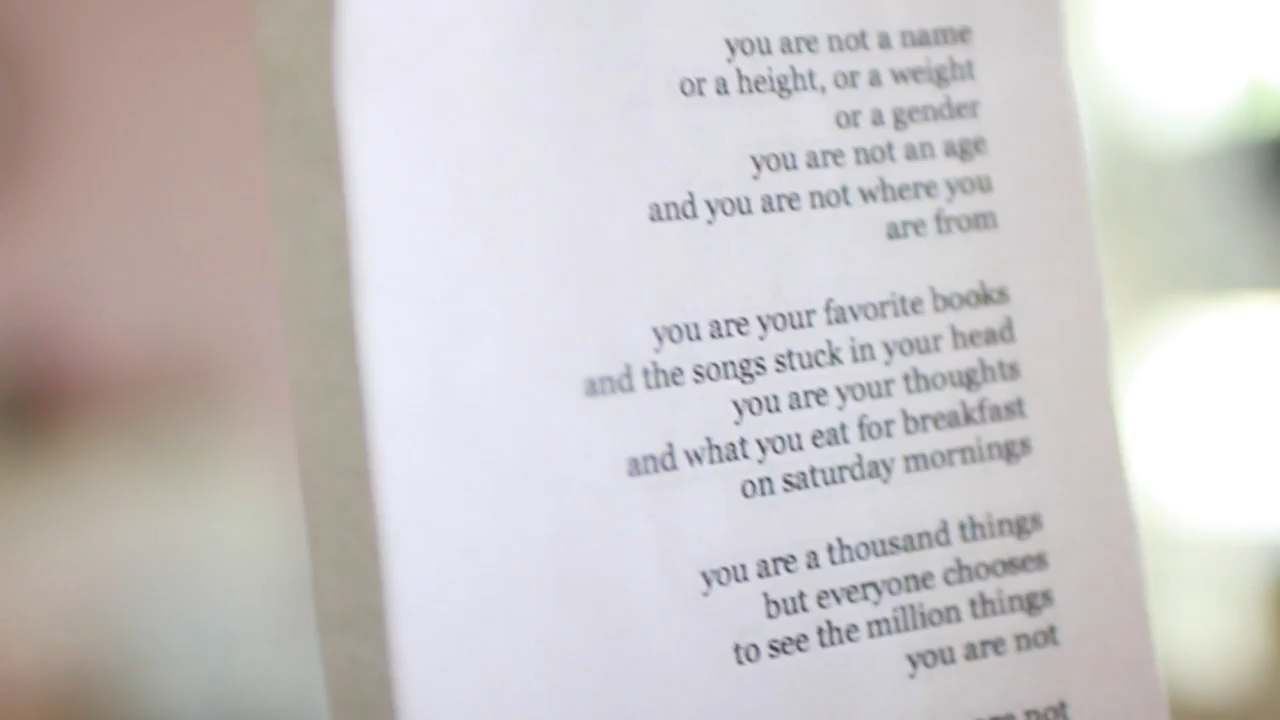 you are not a name
or a height, or a weight
or a gender
you are not an age
and you are not where you
are from
you are your favorite books
and the songs stuck in your head
you are your thoughts
and what you eat for breakfast
on saturday mornings
you are a thousand things
but everyone chooses
to see the million things
you are not
not